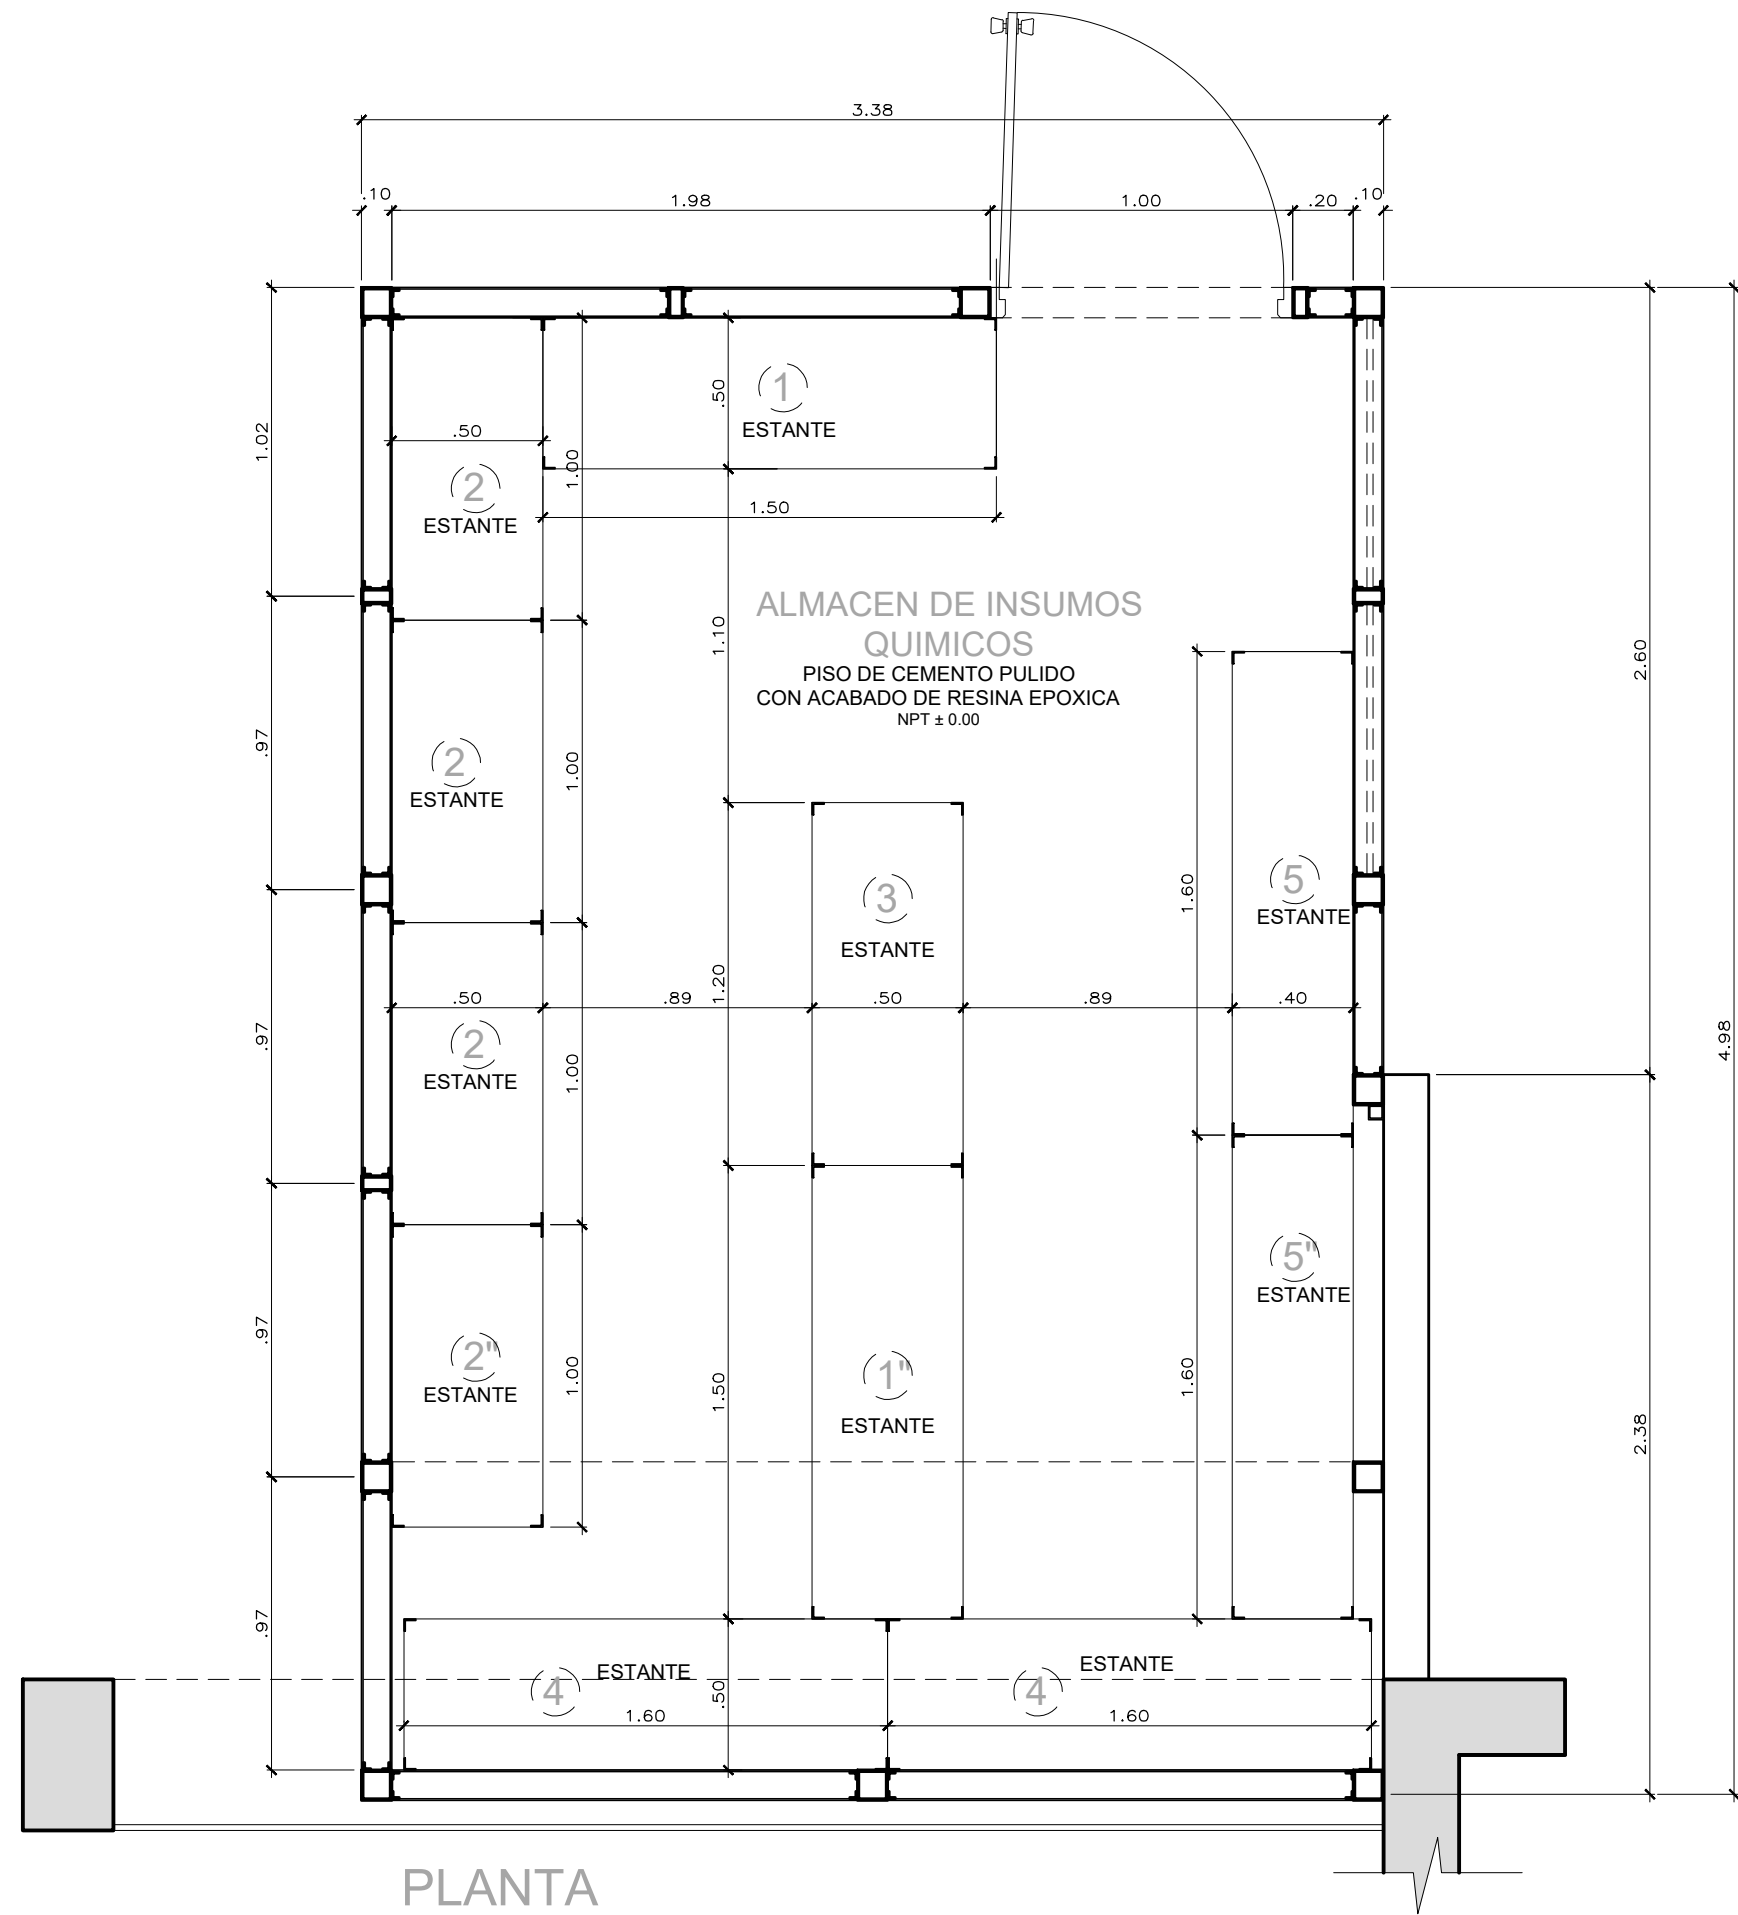 3.38
.10
1.98
1.00
.20
.10
1
ESTANTE
.50
.50
1.00
1.02
2
ESTANTE
1.50
ALMACEN DE INSUMOS
QUIMICOS
PISO DE CEMENTO PULIDO
CON ACABADO DE RESINA EPOXICA
NPT ± 0.00
1.10
2.60
.97
2
ESTANTE
1.00
3
ESTANTE
1.60
5
ESTANTE
1.20
.50
.89
.50
.89
.40
.97
2
ESTANTE
1.00
4.98
5"
ESTANTE
.97
2"
ESTANTE
1.00
1.50
1"
ESTANTE
1.60
2.38
.97
ESTANTE
4
1.60
.50
ESTANTE
4
1.60
PLANTA